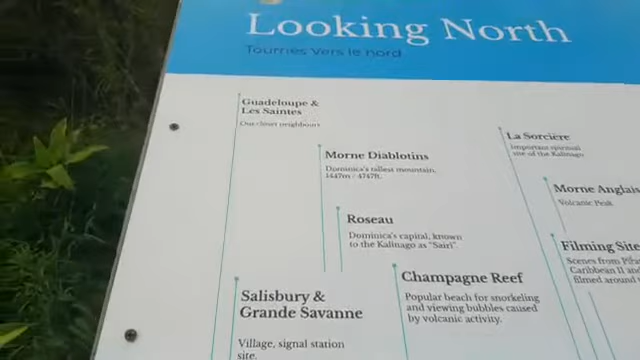 Looking North
Tournés Vers le nord
Guadeloupe &
Les Saintes
Our closet neighbours
Morne Diablotins
Dominica's tallest mountain,
1447m / 4747ft.
La Sorcière
Important spiritual
site of the Kalinago
Morne Anglais
Volcanic Peak
Roseau
Dominica's capital, known
to the Kalinago as "Sairi".
Filming Site
Scenes from
Caribbean II and
filmed around
Salisbury &
Grande Savanne
Village, signal station
site.
Champagne Reef
Popular beach for snorkeling
and viewing bubbles caused
by volcanic activity.